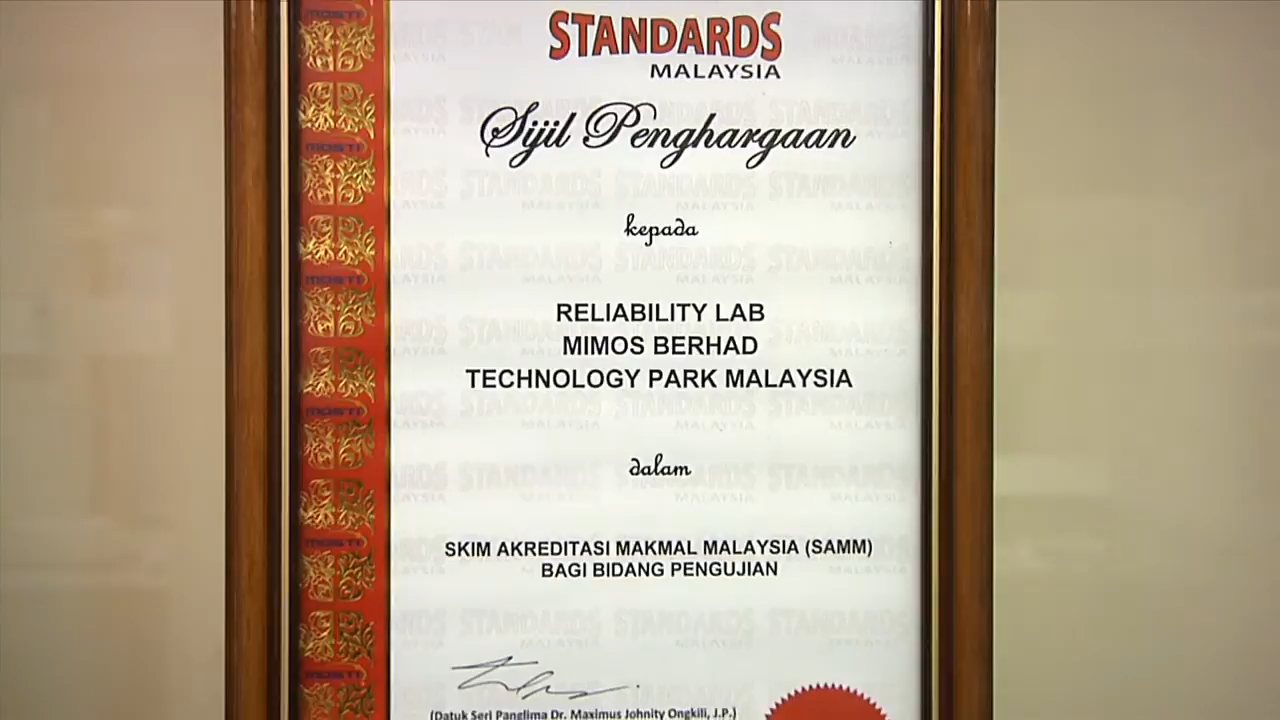 STANDARDS
MALAYSIA
Sijil Penghargaan
kepada
RELIABILITY LAB
MIMOS BERHAD
TECHNOLOGY PARK MALAYSIA
dalam
SKIM AKREDITASI MAKMAL MALAYSIA (SAMM)
BAGI BIDANG PENGUJIAN
(Datuk Seri Panglima Dr. Maximus Johnity Ongkili, J.P.)